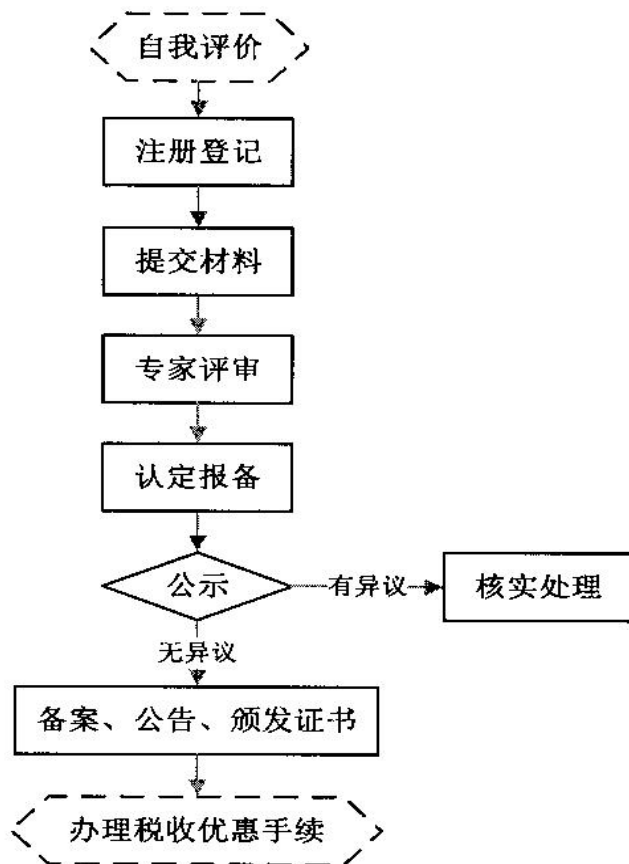 自我评价
注册登记
提交材料
专家评审
认定报备
公示
有异议
核实处理
无异议
备案、公告、颁发证书
办理税收优惠手续